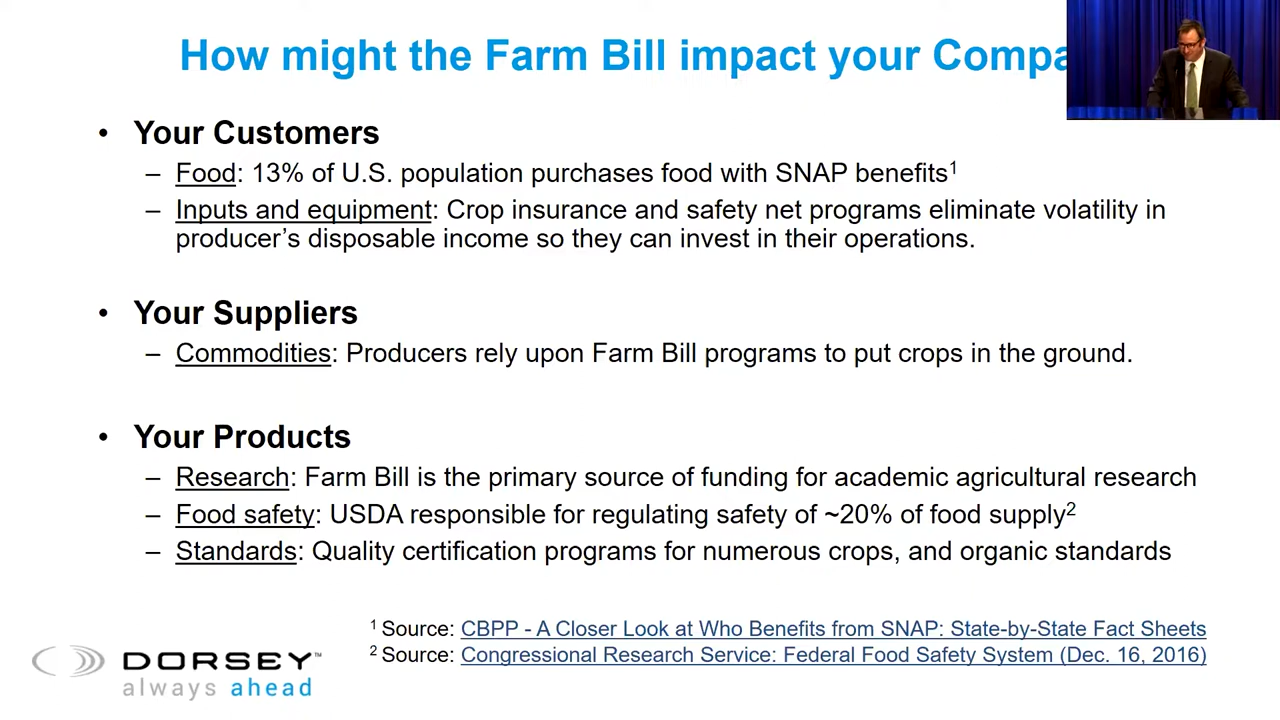 How might the Farm Bill impact your Compa
• Your Customers
– Food: 13% of U.S. population purchases food with SNAP benefits¹
– Inputs and equipment: Crop insurance and safety net programs eliminate volatility in
producer’s disposable income so they can invest in their operations.
• Your Suppliers
– Commodities: Producers rely upon Farm Bill programs to put crops in the ground.
• Your Products
– Research: Farm Bill is the primary source of funding for academic agricultural research
– Food safety: USDA responsible for regulating safety of ~20% of food supply²
– Standards: Quality certification programs for numerous crops, and organic standards
¹ Source: CBPP - A Closer Look at Who Benefits from SNAP: State-by-State Fact Sheets
² Source: Congressional Research Service: Federal Food Safety System (Dec. 16, 2016)
DORSEY™
always ahead